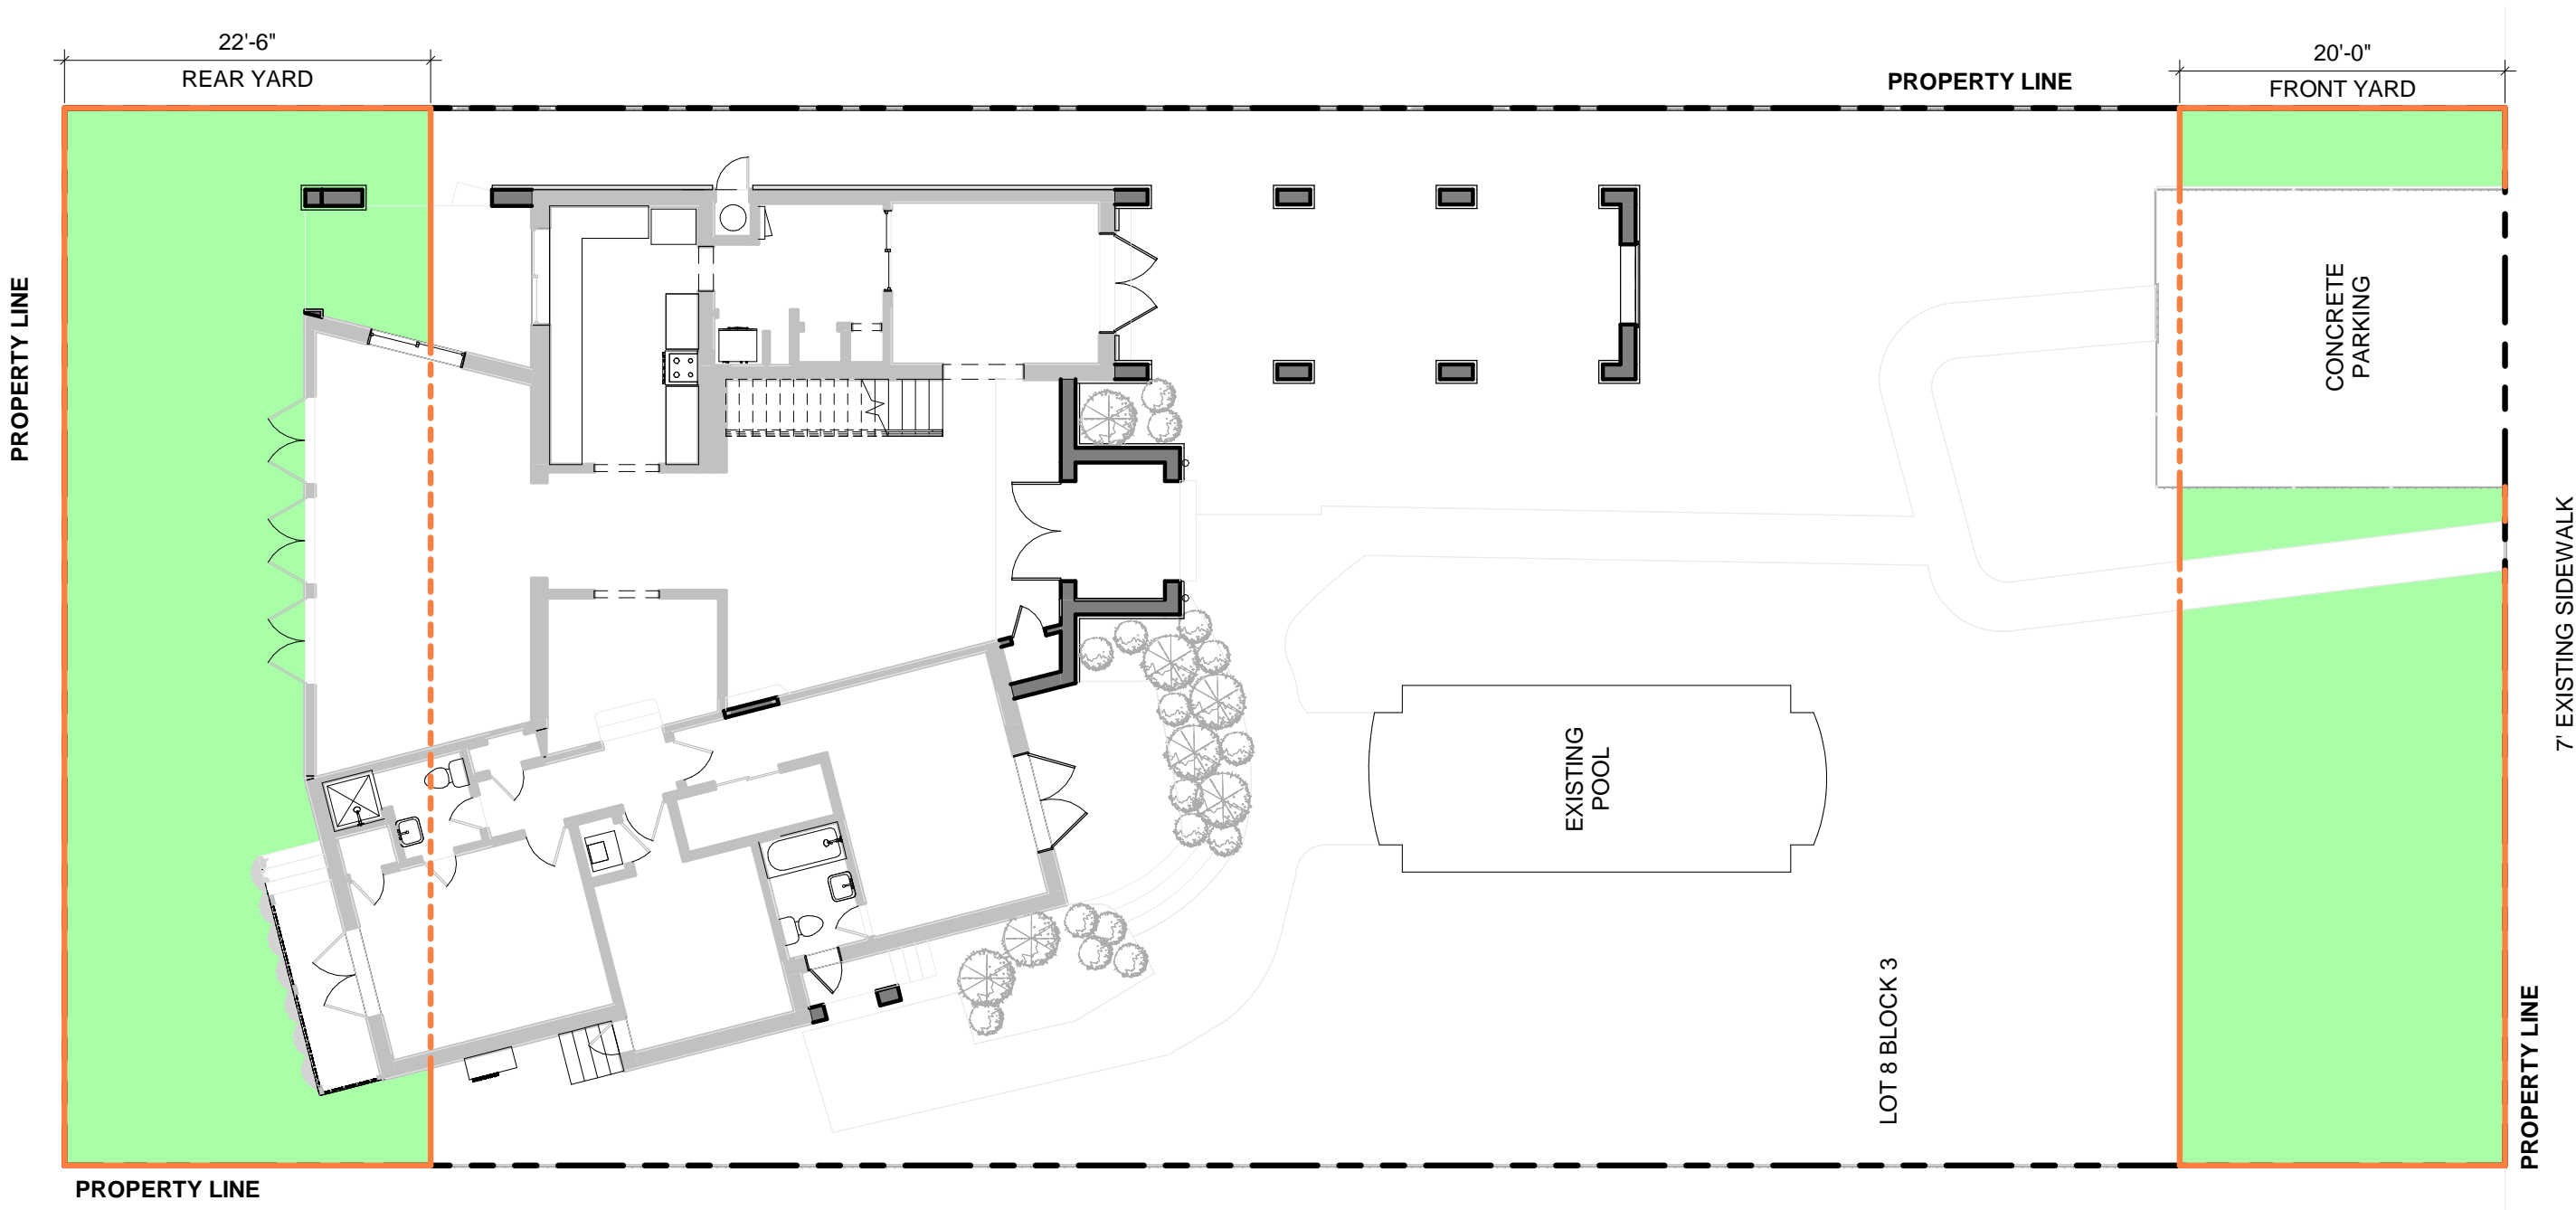 22'-6"
REAR YARD
PROPERTY LINE
20'-0"
FRONT YARD
PROPERTY LINE
CONCRETE
PARKING
7' EXISTING SIDEWALK
EXISTING
POOL
LOT 8 BLOCK 3
PROPERTY LINE
PROPERTY LINE